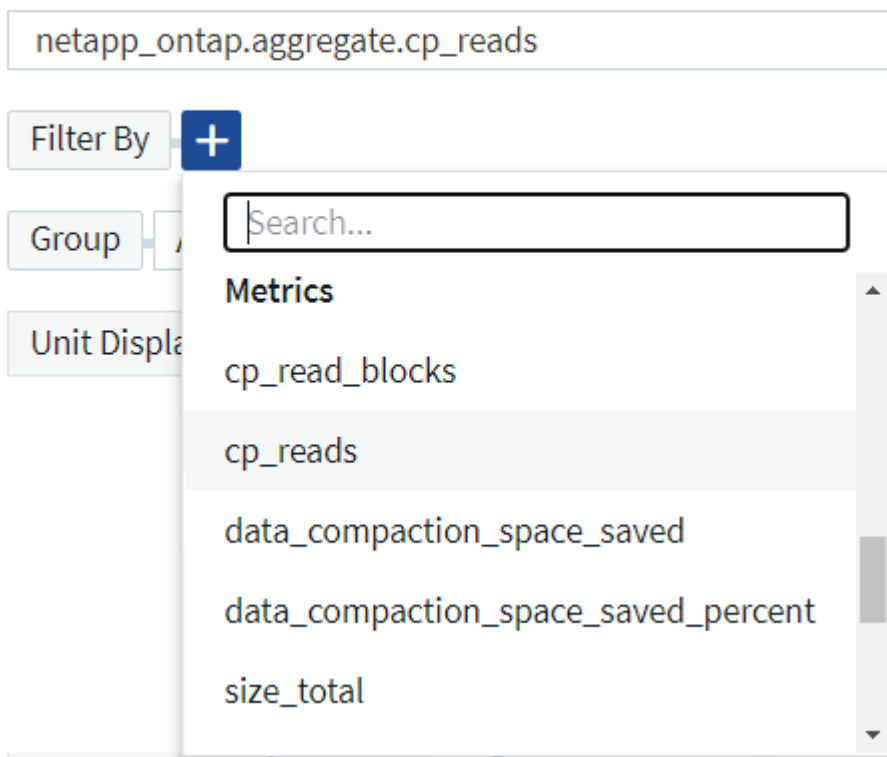 netapp_ontap.aggregate.cp_reads
Filter By +
Search...
Group
Metrics
Unit Displa
cp_read_blocks
cp_reads
data_compaction_space_saved
data_compaction_space_saved_percent
size_total